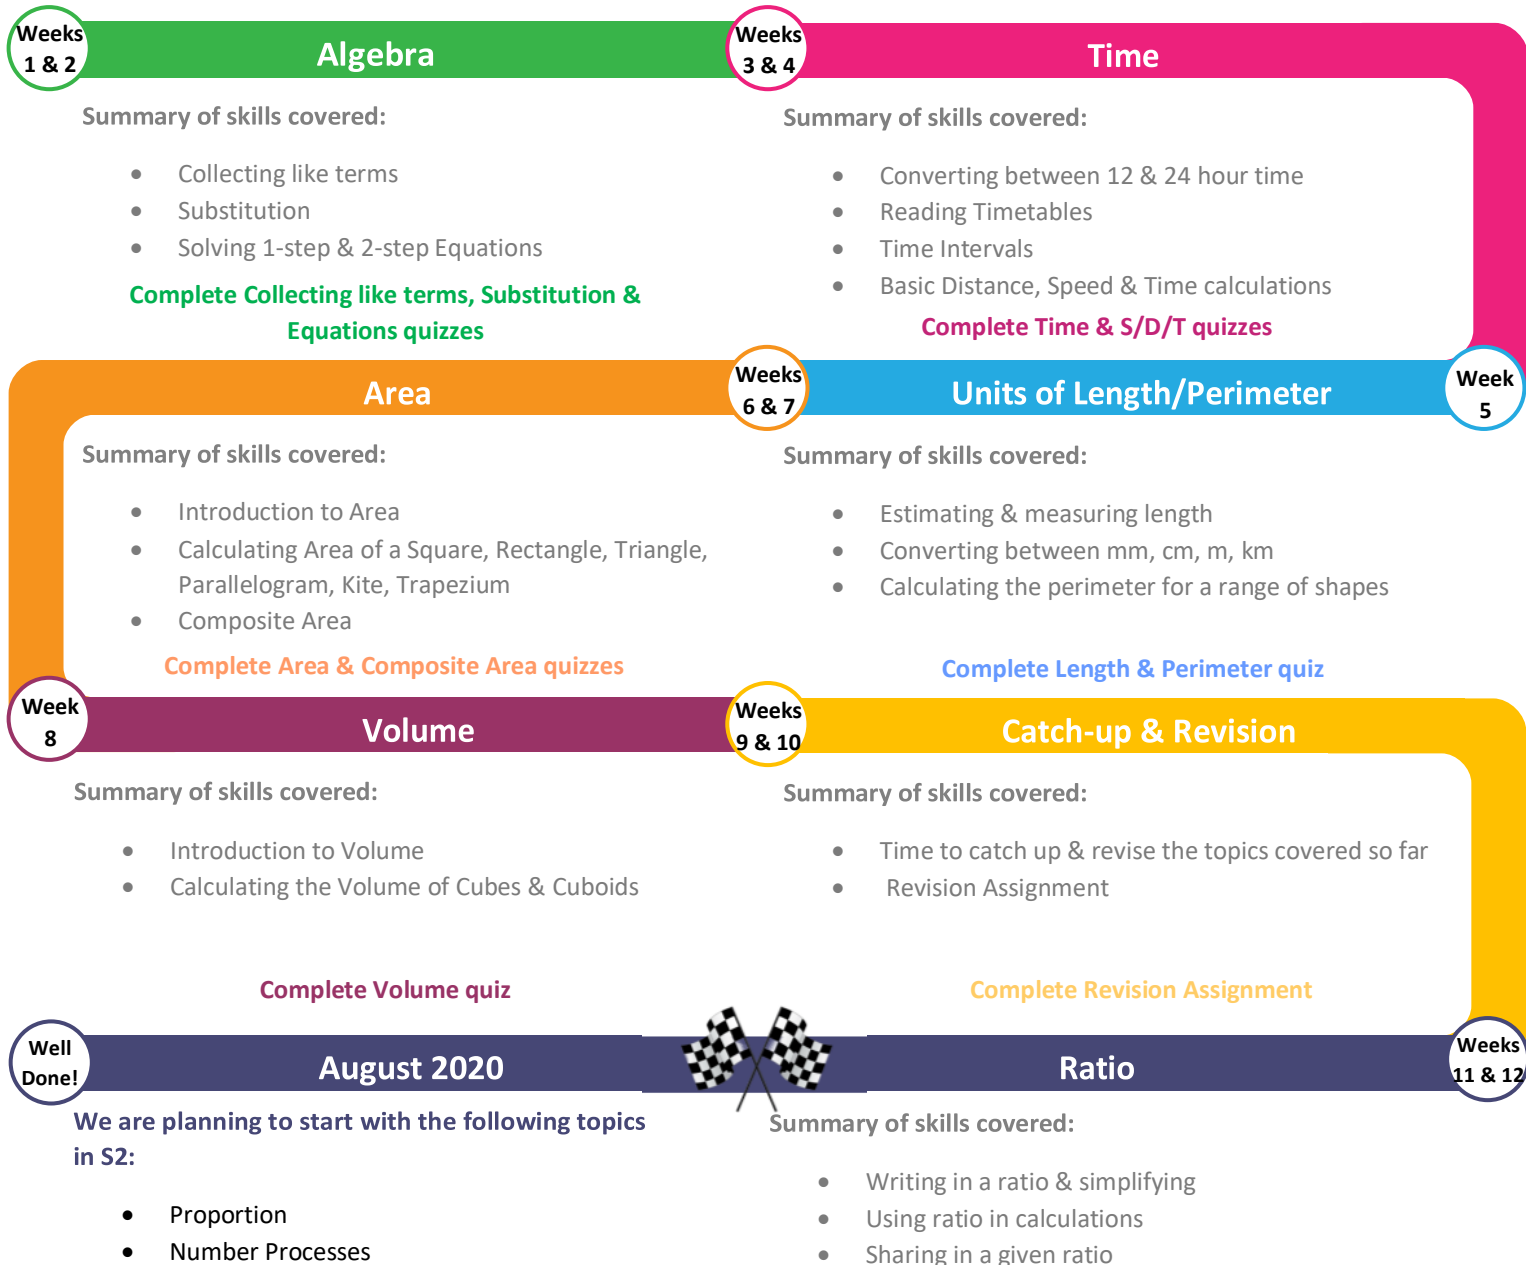 Weeks
1 & 2
Algebra
Summary of skills covered:
• Collecting like terms
• Substitution
• Solving 1-step & 2-step Equations
Complete Collecting like terms, Substitution &
Equations quizzes
Weeks
3 & 4
Time
Summary of skills covered:
• Converting between 12 & 24 hour time
• Reading Timetables
• Time Intervals
• Basic Distance, Speed & Time calculations
Complete Time & S/D/T quizzes
Week
5
Units of Length/Perimeter
Summary of skills covered:
• Estimating & measuring length
• Converting between mm, cm, m, km
• Calculating the perimeter for a range of shapes
Complete Length & Perimeter quiz
Weeks
6 & 7
Area
Summary of skills covered:
• Introduction to Area
• Calculating Area of a Square, Rectangle, Triangle,
Parallelogram, Kite, Trapezium
• Composite Area
Complete Area & Composite Area quizzes
Week
8
Volume
Summary of skills covered:
• Introduction to Volume
• Calculating the Volume of Cubes & Cuboids
Complete Volume quiz
Weeks
9 & 10
Catch-up & Revision
Summary of skills covered:
• Time to catch up & revise the topics covered so far
• Revision Assignment
Complete Revision Assignment
Weeks
11 & 12
Ratio
Summary of skills covered:
• Writing in a ratio & simplifying
• Using ratio in calculations
• Sharing in a given ratio
Well
Done!
August 2020
We are planning to start with the following topics
in S2:
• Proportion
• Number Processes